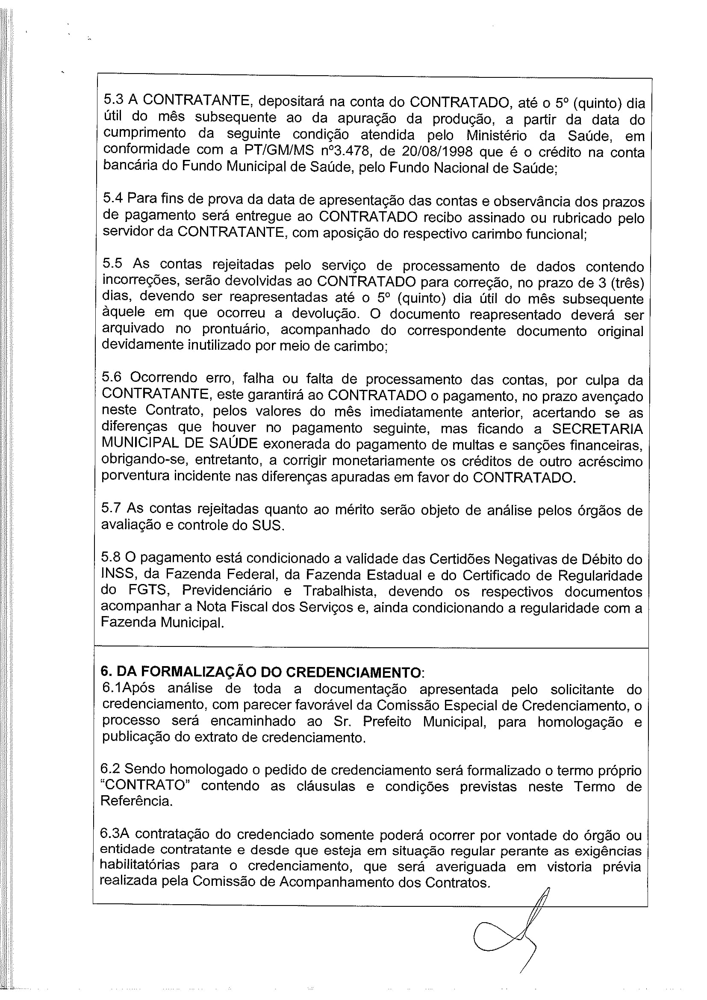 5.3 A CONTRATANTE, depositará na conta do CONTRATADO, até o 5º (quinto) dia
útil do mês subsequente ao da apuração da produção, a partir da data do
cumprimento da seguinte condição atendida pelo Ministério da Saúde, em
conformidade com a PT/GM/MS nº3.478, de 20/08/1998 que é o crédito na conta
bancária do Fundo Municipal de Saúde, pelo Fundo Nacional de Saúde;
5.4 Para fins de prova da data de apresentação das contas e observância dos prazos
de pagamento será entregue ao CONTRATADO recibo assinado ou rubricado pelo
servidor da CONTRATANTE, com aposição do respectivo carimbo funcional;
5.5 As contas rejeitadas pelo serviço de processamento de dados contendo
incorreções, serão devolvidas ao CONTRATADO para correção, no prazo de 3 (três)
dias, devendo ser reapresentadas até o 5º (quinto) dia útil do mês subsequente
àquele em que ocorreu a devolução. O documento reapresentado deverá ser
arquivado no prontuário, acompanhado do correspondente documento original
devidamente inutilizado por meio de carimbo;
5.6 Ocorrendo erro, falha ou falta de processamento das contas, por culpa da
CONTRATANTE, este garantirá ao CONTRATADO o pagamento, no prazo avençado
neste Contrato, pelos valores do mês imediatamente anterior, acertando se as
diferenças que houver no pagamento seguinte, mas ficando a SECRETARIA
MUNICIPAL DE SAÚDE exonerada do pagamento de multas e sanções financeiras,
obrigando-se, entretanto, a corrigir monetariamente os créditos de outro acréscimo
porventura incidente nas diferenças apuradas em favor do CONTRATADO.
5.7 As contas rejeitadas quanto ao mérito serão objeto de análise pelos órgãos de
avaliação e controle do SUS.
5.8 O pagamento está condicionado a validade das Certidões Negativas de Débito do
INSS, da Fazenda Federal, da Fazenda Estadual e do Certificado de Regularidade
do FGTS, Previdenciário e Trabalhista, devendo os respectivos documentos
acompanhar a Nota Fiscal dos Serviços e, ainda condicionando a regularidade com a
Fazenda Municipal.
6. DA FORMALIZAÇÃO DO CREDENCIAMENTO:
6.1Após análise de toda a documentação apresentada pelo solicitante do
credenciamento, com parecer favorável da Comissão Especial de Credenciamento, o
processo será encaminhado ao Sr. Prefeito Municipal, para homologação e
publicação do extrato de credenciamento.
6.2 Sendo homologado o pedido de credenciamento será formalizado o termo próprio
“CONTRATO” contendo as cláusulas e condições previstas neste Termo de
Referência.
6.3A contratação do credenciado somente poderá ocorrer por vontade do órgão ou
entidade contratante e desde que esteja em situação regular perante as exigências
habilitatórias para o credenciamento, que será averiguada em vistoria prévia
realizada pela Comissão de Acompanhamento dos Contratos.